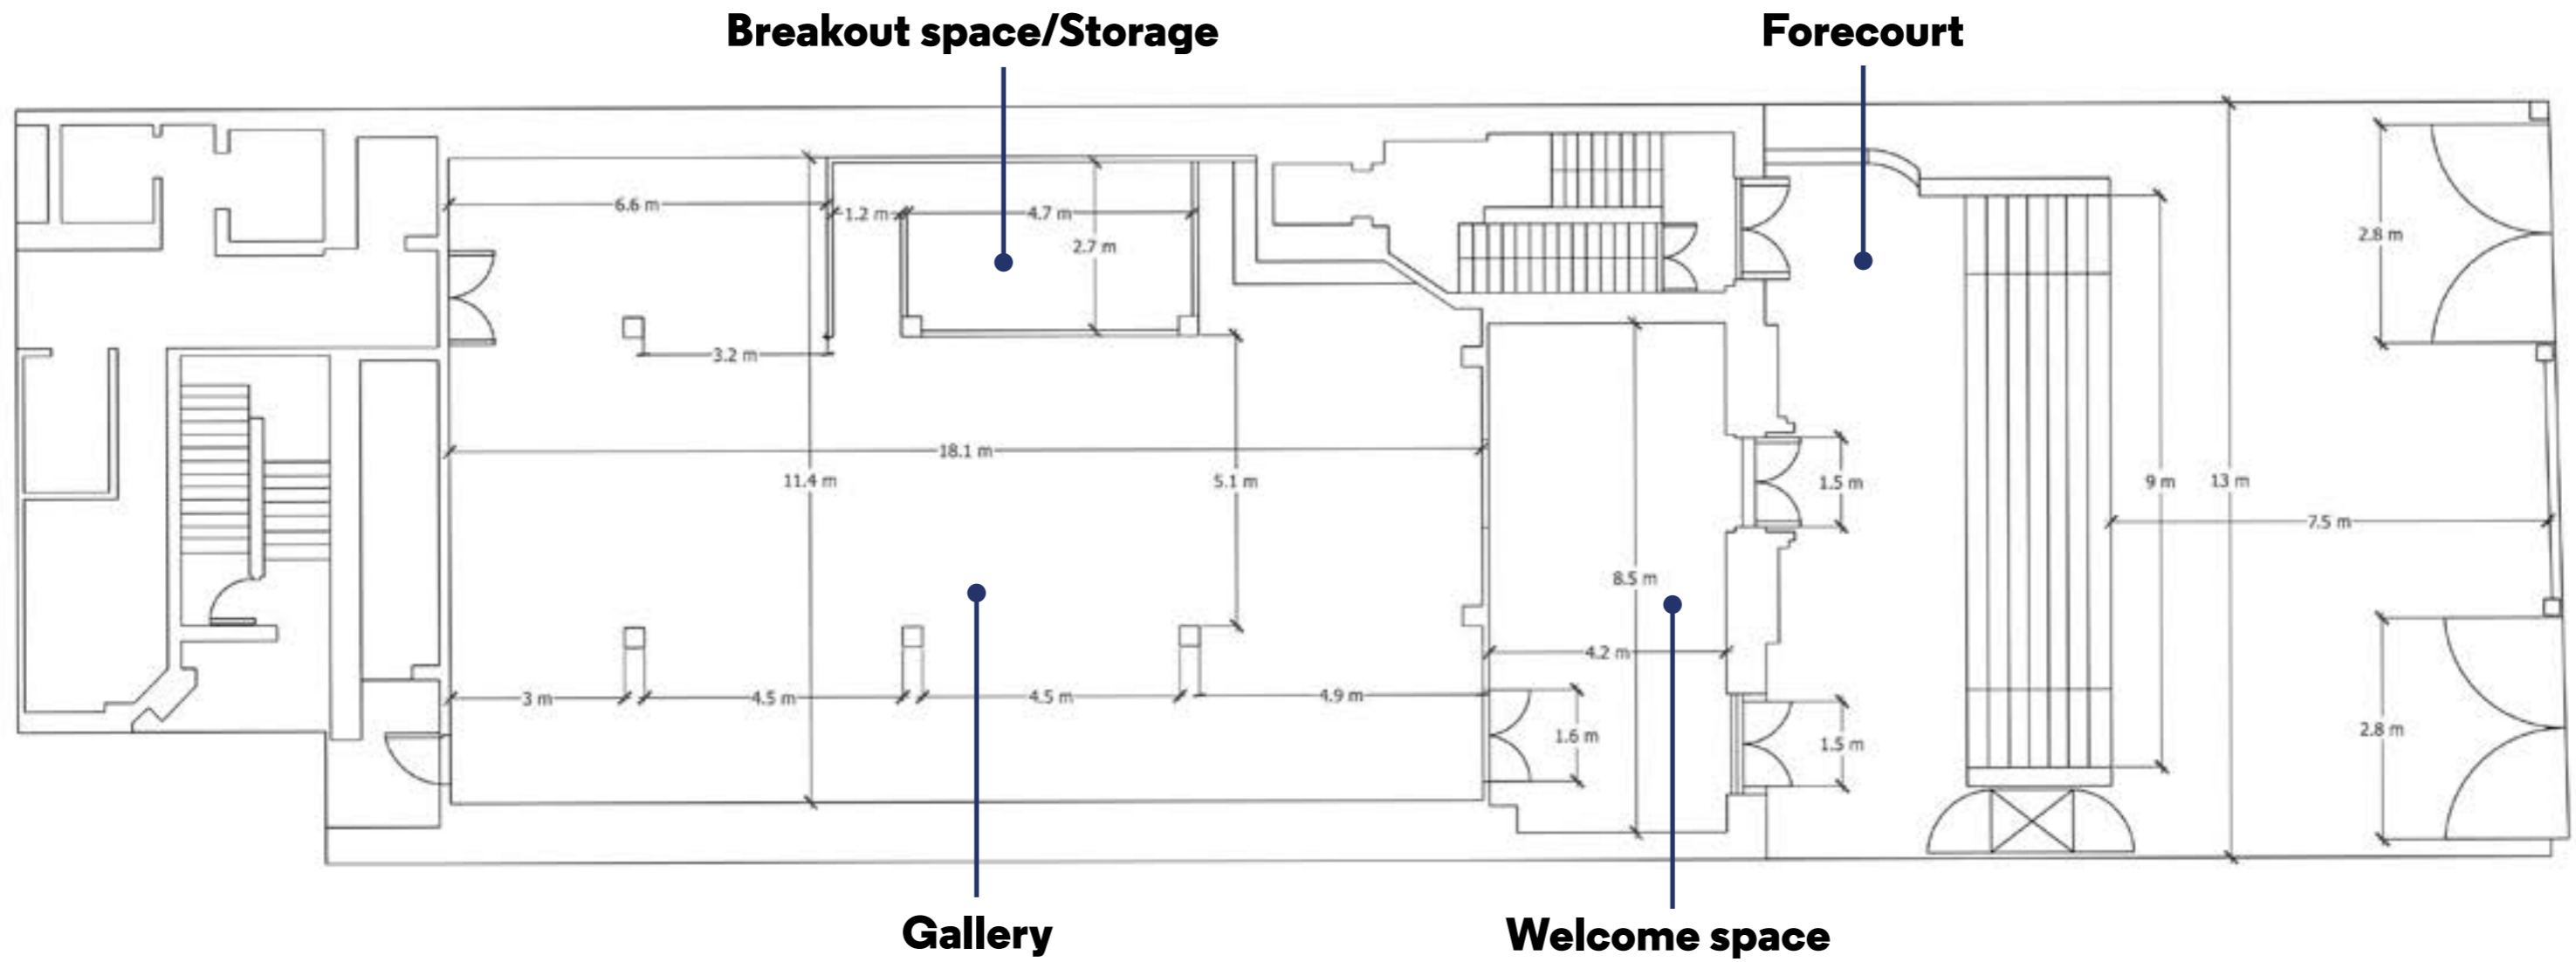 Breakout space/Storage
Forecourt
6.6 m
1.2 m
4.7 m
2.7 m
2.8 m
3.2 m
18.1 m
11.4 m
5.1 m
1.5 m
9 m
13 m
7.5 m
8.5 m
4.2 m
3 m
4.5 m
4.5 m
4.9 m
1.6 m
1.5 m
2.8 m
Gallery
Welcome space